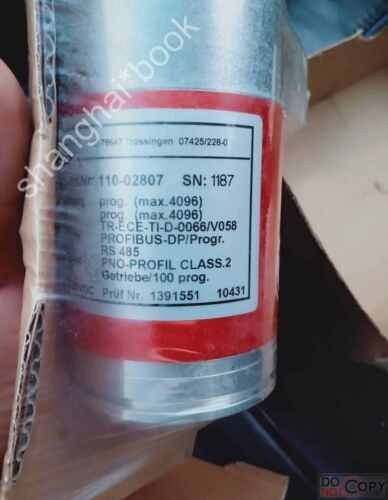 Trossingen 07425/228-0
110-02807 SN: 1187
prog. (max.4096)
prog. (max.4096)
TR-ECE-TI-D-0066/V058
PROFIBUS-DP/Progr.
RS 485
PNO-PROFIL CLASS.2
Getriebe/100 prog.
Prüf Nr. 1391551 10431
shanghai*book
DO NOT COPY